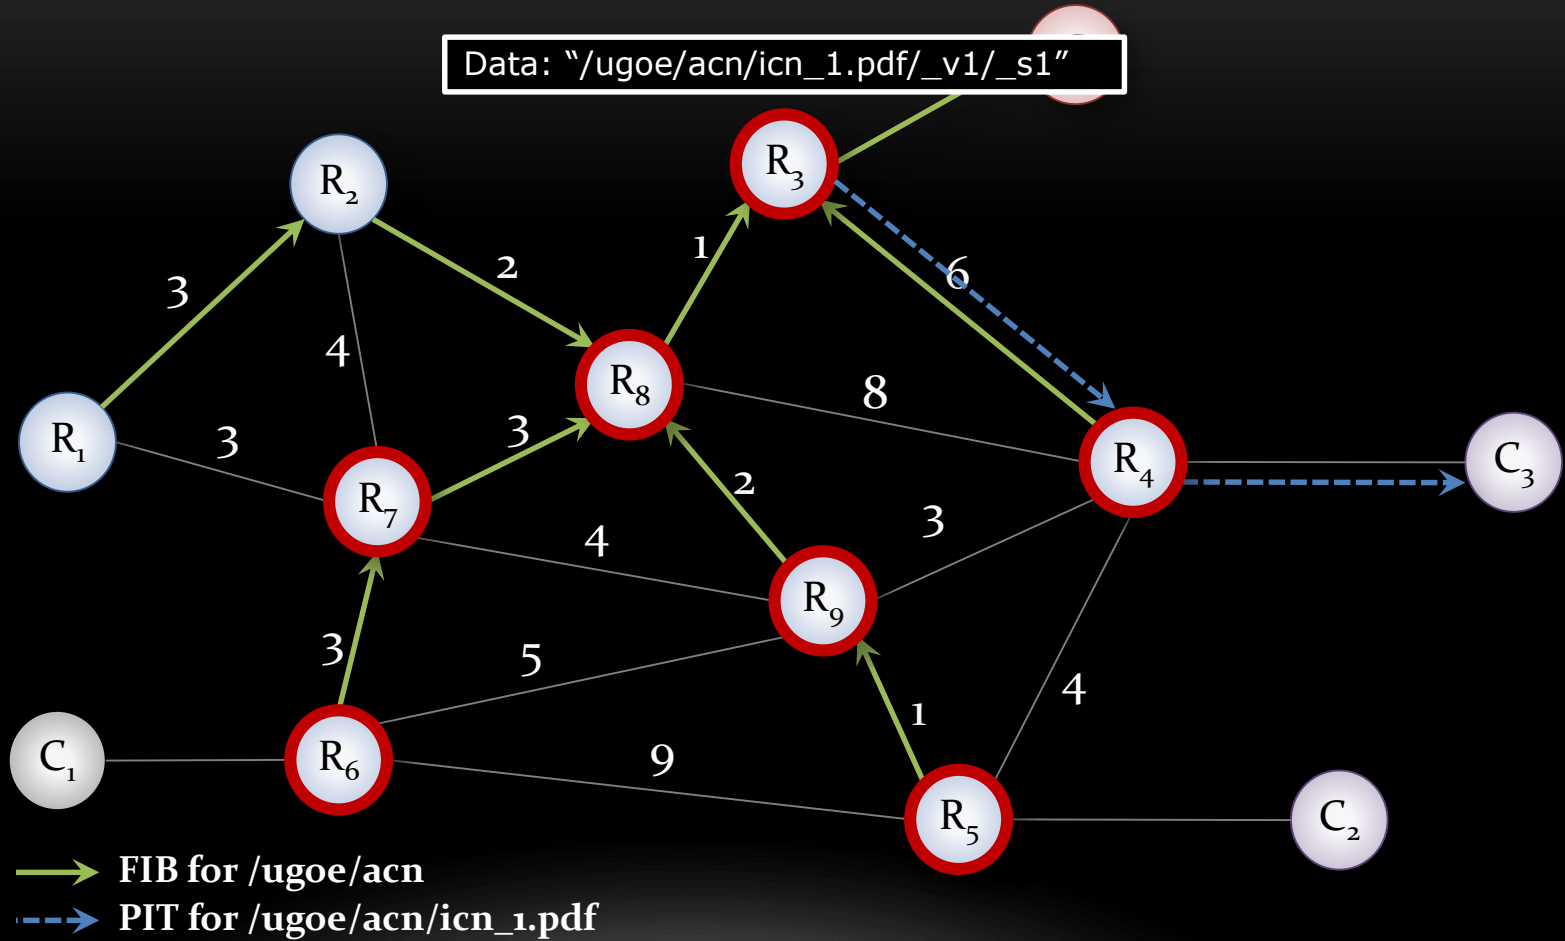 Data: “/ugoe/acn/icn_1.pdf/_v1/_s1”
R3
R2
1
2
6
3
4
R8
8
R1
3
3
R4
C3
R7
2
3
4
R9
3
5
4
1
C1
R6
9
R5
C2
FIB for /ugoe/acn
PIT for /ugoe/acn/icn_1.pdf